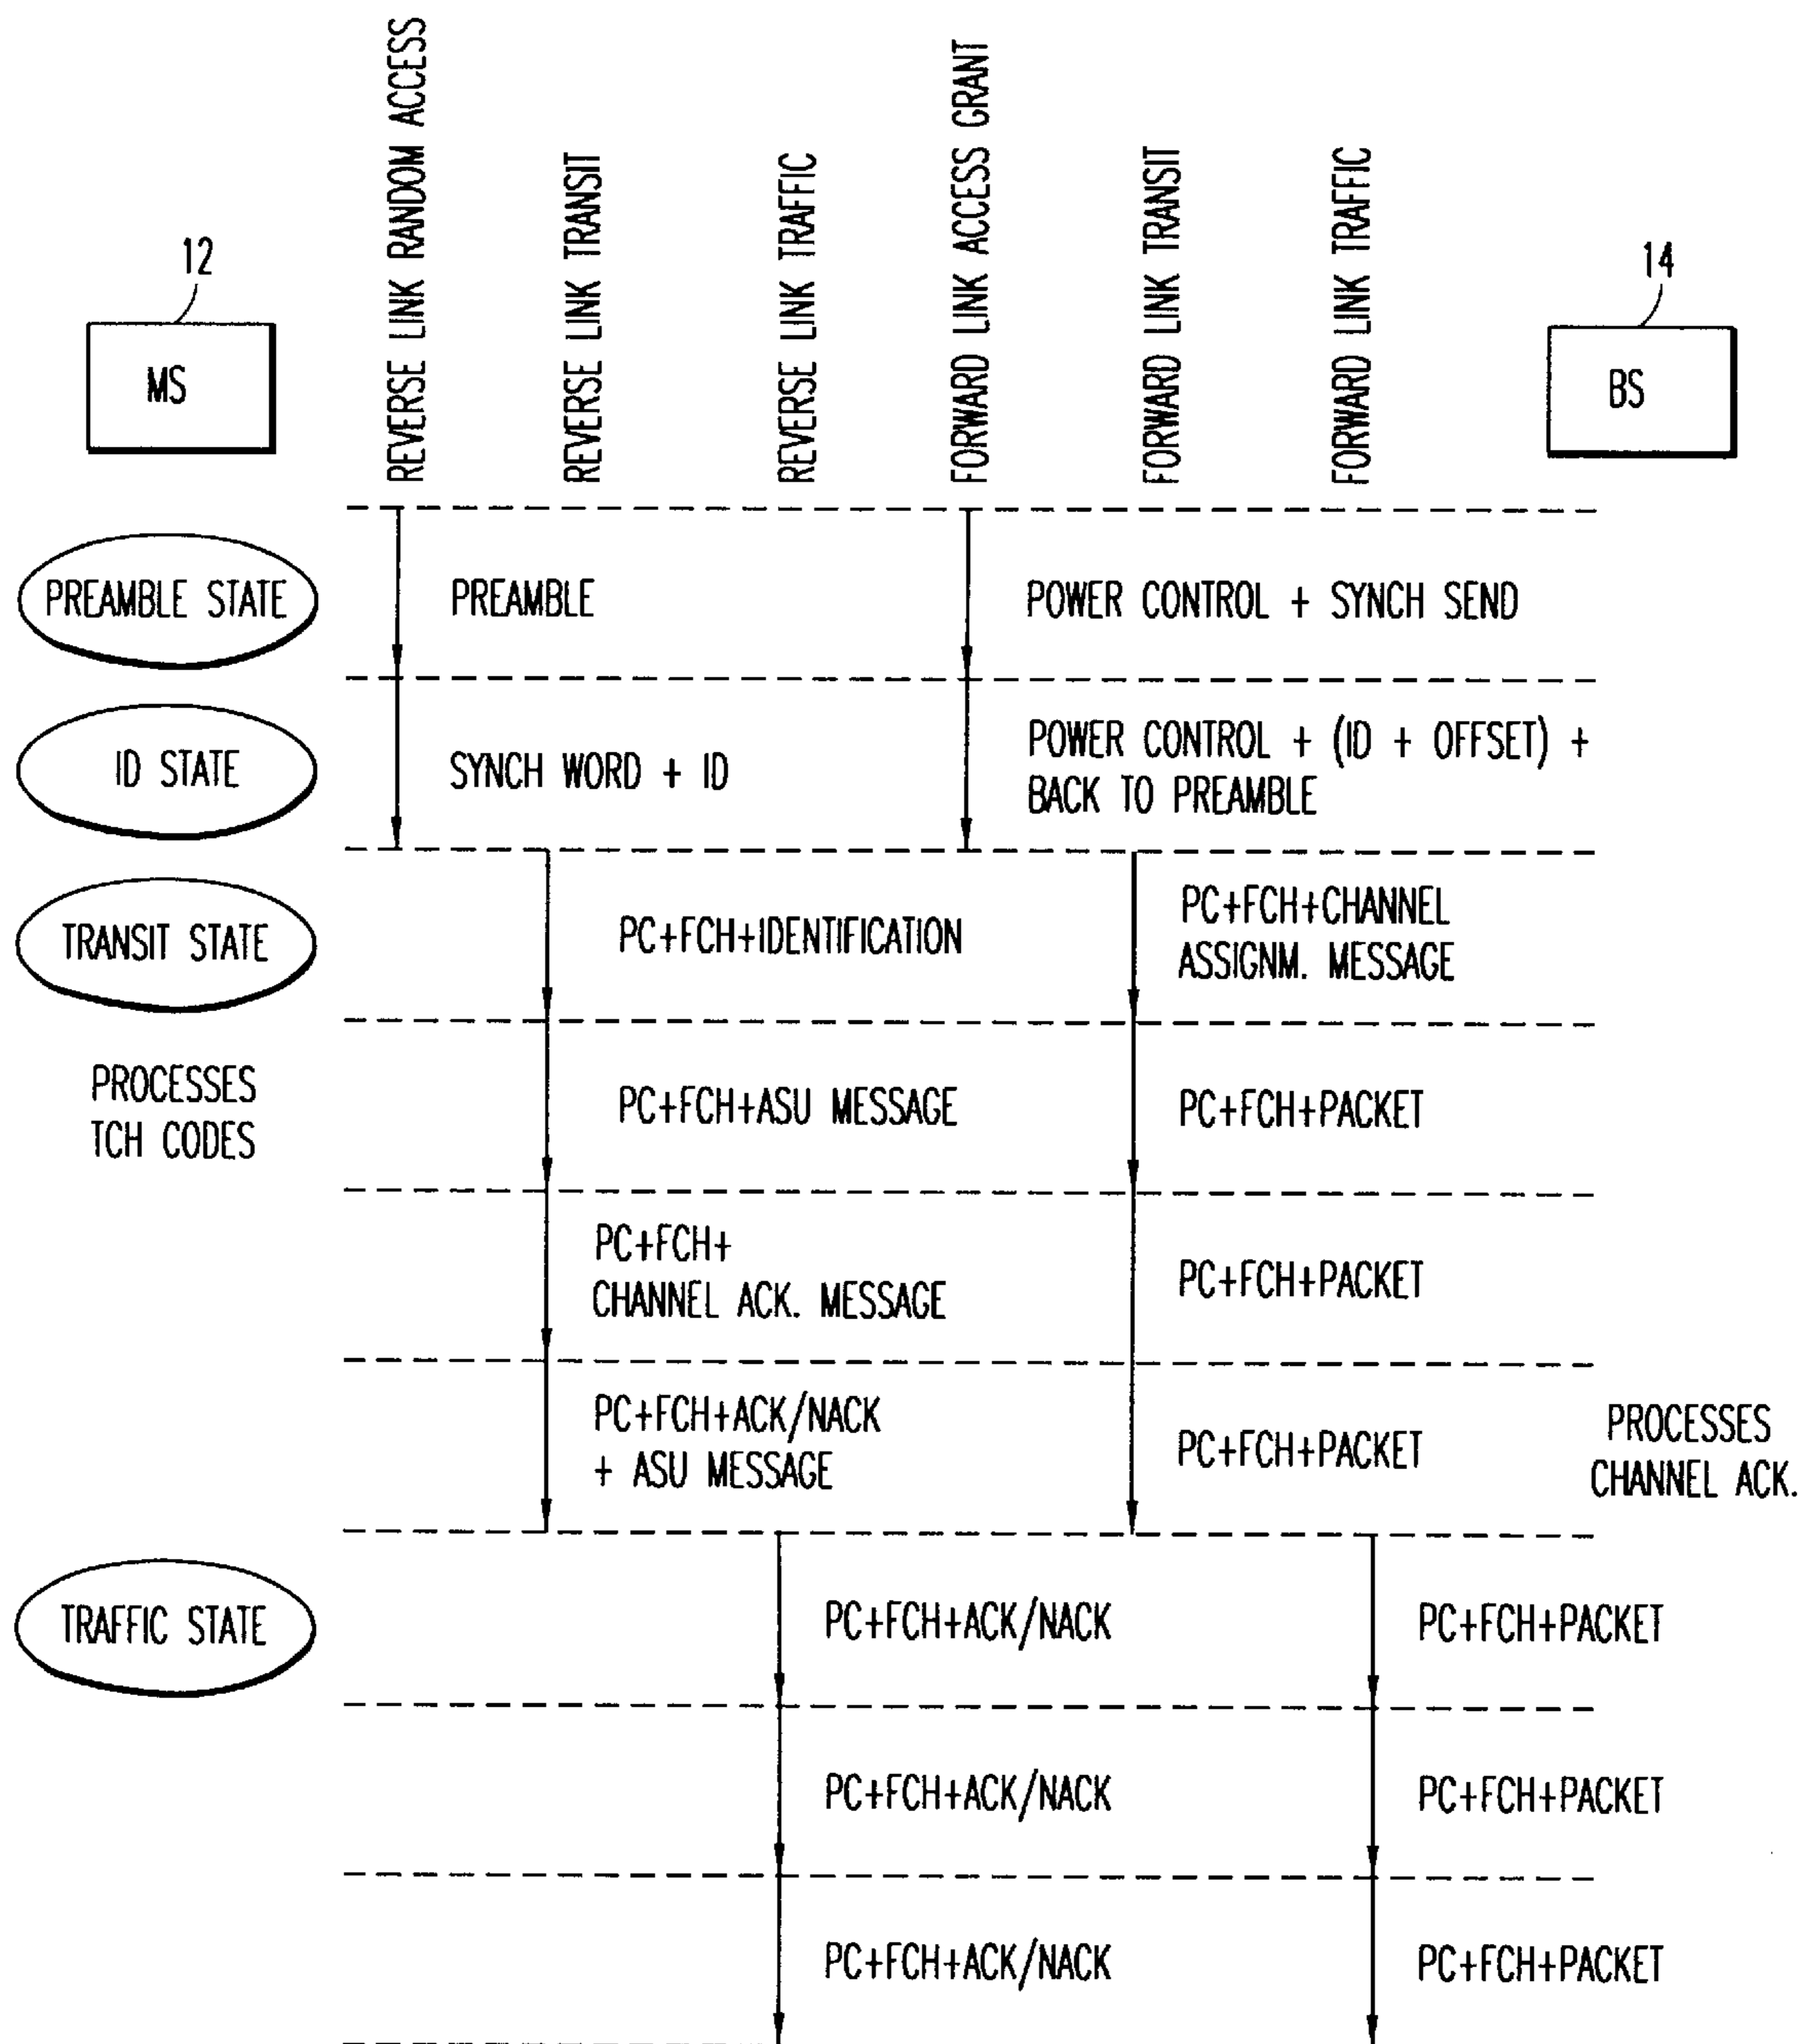 REVERSE LINK RANDOM ACCESS
REVERSE LINK TRANSIT
REVERSE LINK TRAFFIC
FORWARD LINK ACCESS GRANT
FORWARD LINK TRANSIT
FORWARD LINK TRAFFIC
12
MS
14
BS
PREAMBLE STATE
PREAMBLE
POWER CONTROL + SYNCH SEND
ID STATE
SYNCH WORD + ID
POWER CONTROL + (ID + OFFSET) +
BACK TO PREAMBLE
TRANSIT STATE
PC+FCH+IDENTIFICATION
PC+FCH+CHANNEL
ASSIGNM. MESSAGE
PROCESSES
TCH CODES
PC+FCH+ASU MESSAGE
PC+FCH+PACKET
PC+FCH+
CHANNEL ACK. MESSAGE
PC+FCH+PACKET
PC+FCH+ACK/NACK
+ ASU MESSAGE
PC+FCH+PACKET
PROCESSES
CHANNEL ACK.
TRAFFIC STATE
PC+FCH+ACK/NACK
PC+FCH+PACKET
PC+FCH+ACK/NACK
PC+FCH+PACKET
PC+FCH+ACK/NACK
PC+FCH+PACKET